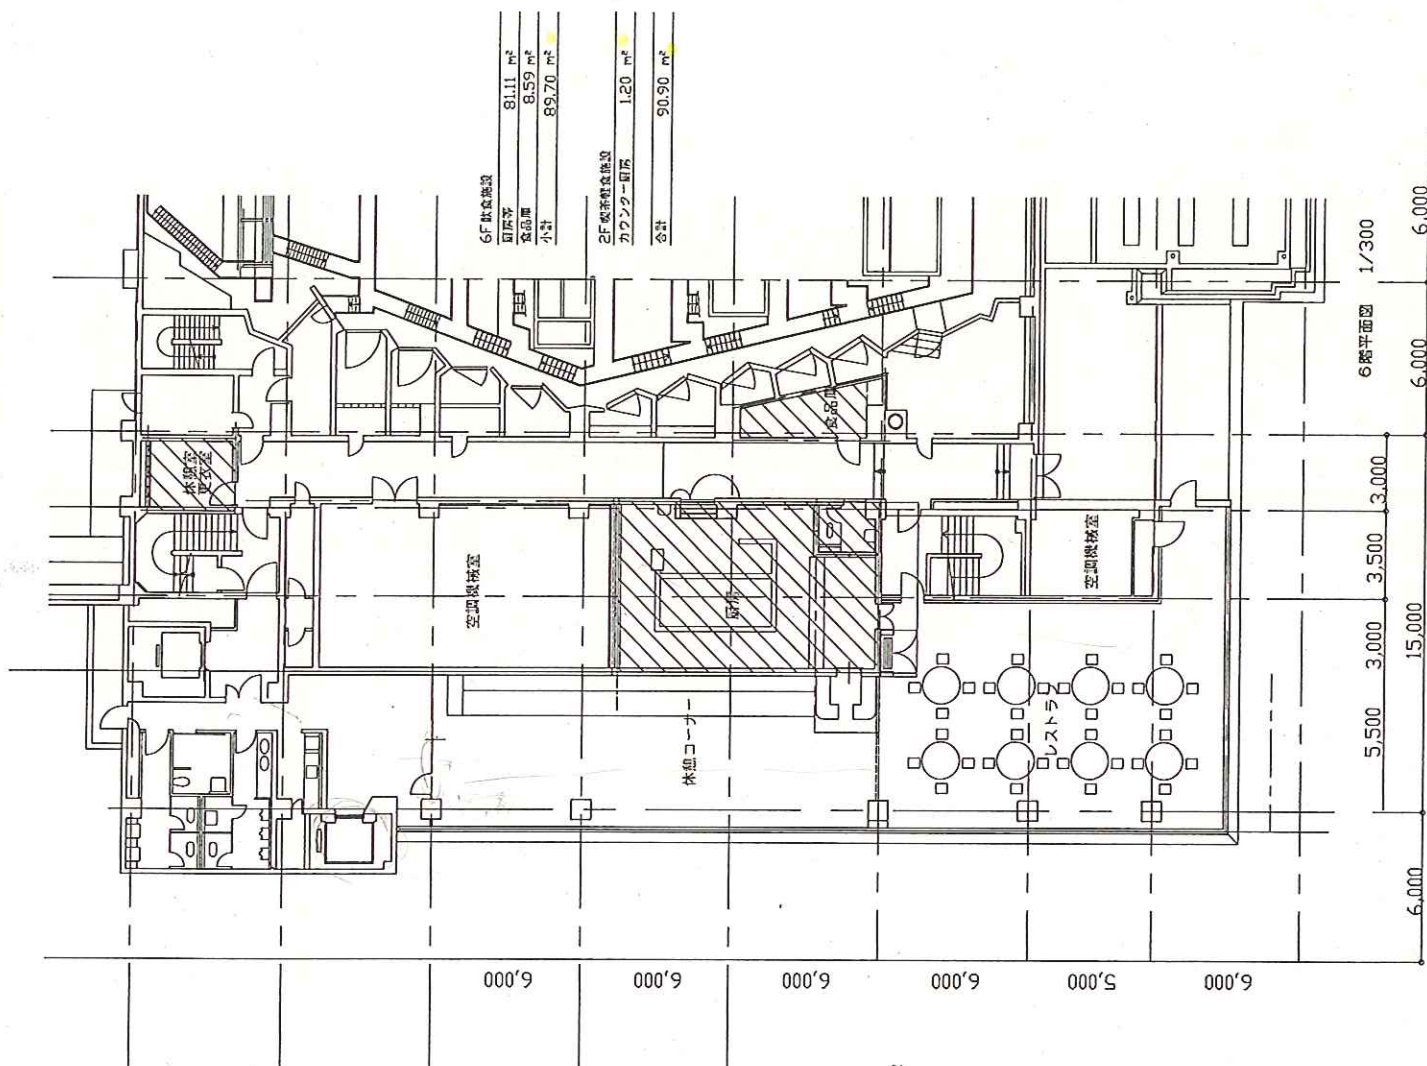 6F 飲食施設
厨房等 81.11 m²
食品庫 8.59 m²
小計 89.70 m²
2F 喫茶軽食施設
カウンター厨房 1.20 m²
合計 90.90 m²
休憩室
更衣室
食品庫
空調機械室
厨房
空調機械室
休憩コーナー
レストラン
6階平面図 1/300
6,000
6,000
3,000
3,500
3,000
5,500
15,000
6,000
6,000
6,000
6,000
6,000
5,000
6,000